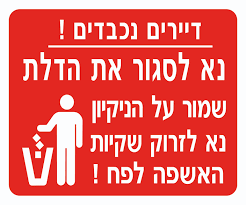 דיירים נכבדים !
נא לסגור את הדלת
שמור על הניקיון
נא לזרוק שקיות
האשפה לפח !